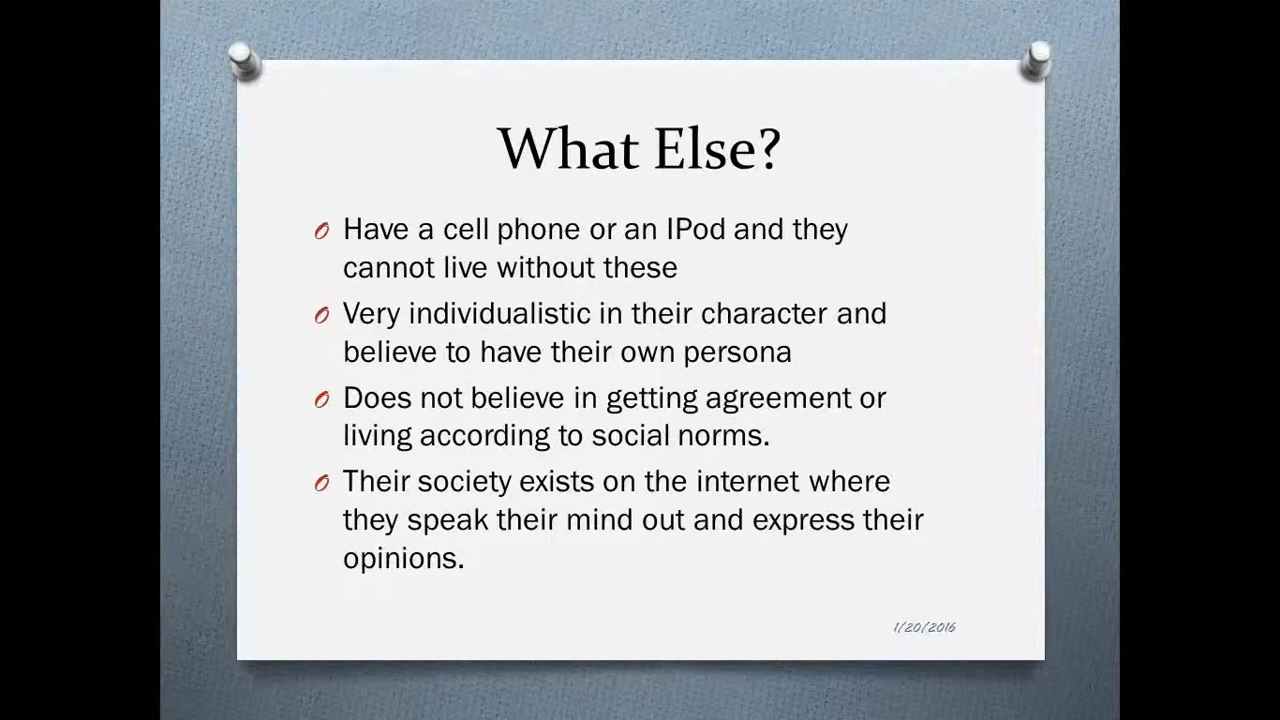 What Else?
Have a cell phone or an IPod and they
cannot live without these
Very individualistic in their character and
believe to have their own persona
Does not believe in getting agreement or
living according to social norms.
Their society exists on the internet where
they speak their mind out and express their
opinions.
1/20/2016